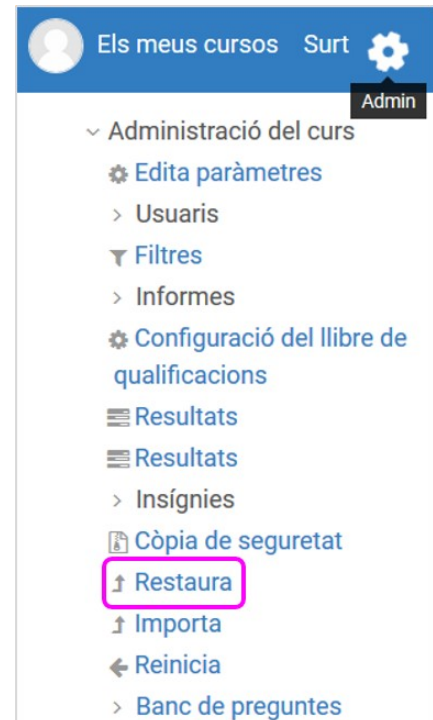 Els meus cursos Surt
Admin
Administració del curs
Edita paràmetres
Usuaris
Filtres
Informes
Configuració del llibre de
qualificacions
Resultats
Resultats
Insígnies
Còpia de seguretat
Restaura
Importa
Reinicia
Banc de preguntes